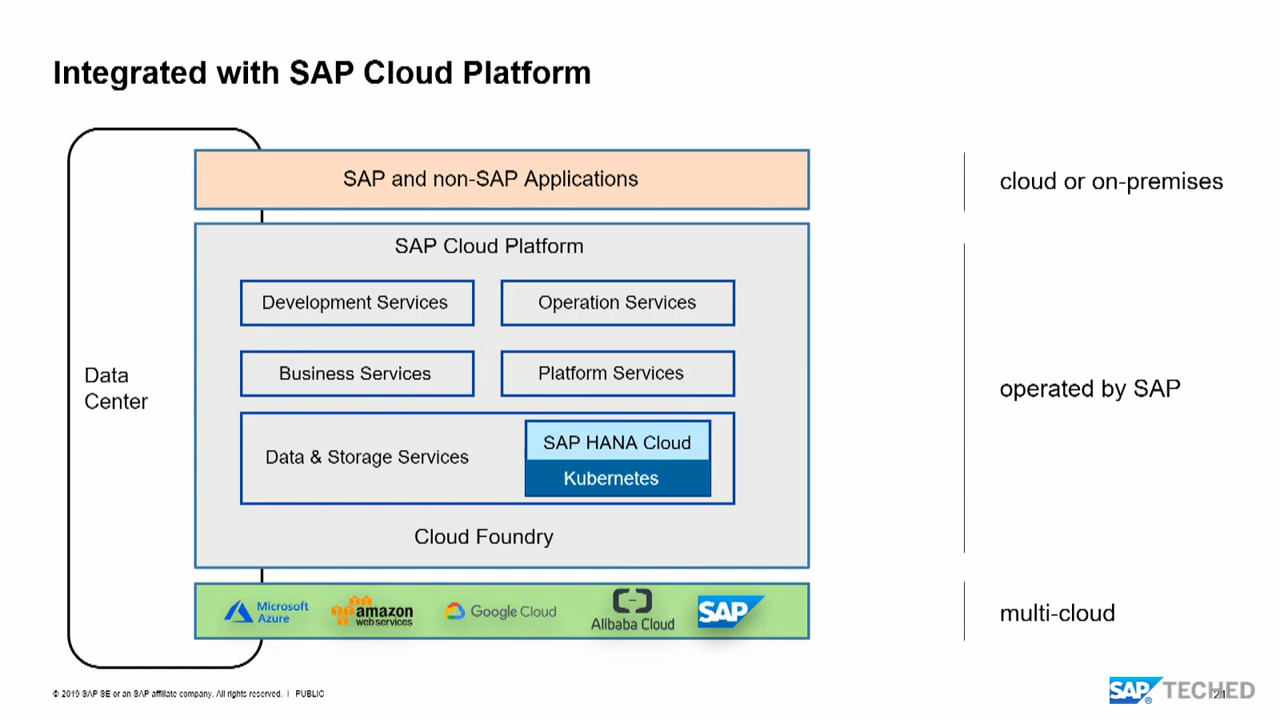 Integrated with SAP Cloud Platform
SAP and non-SAP Applications
cloud or on-premises
SAP Cloud Platform
Development Services
Operation Services
Business Services
Platform Services
Data
Center
operated by SAP
Data & Storage Services
SAP HANA Cloud
Kubernetes
Cloud Foundry
Microsoft
Azure
amazon
webservices
Google Cloud
Alibaba Cloud
SAP
multi-cloud
© 2019 SAP SE or an SAP affiliate company. All rights reserved. | PUBLIC
SAP® TECHED
21